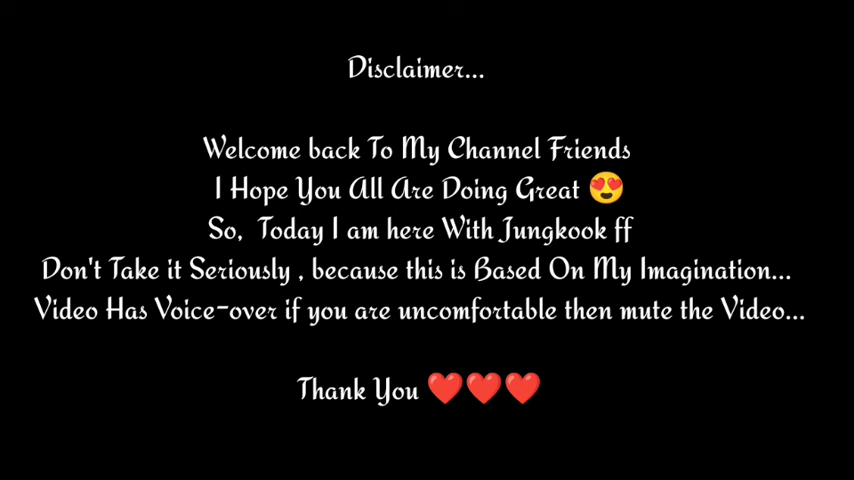 Disclaimer...
Welcome back To My Channel Friends
I Hope You All Are Doing Great 😍
So, Today I am here With Jungkook ff
Don't Take it Seriously , because this is Based On My Imagination...
Video Has Voice-over if you are uncomfortable then mute the Video...
Thank You ❤️❤️❤️